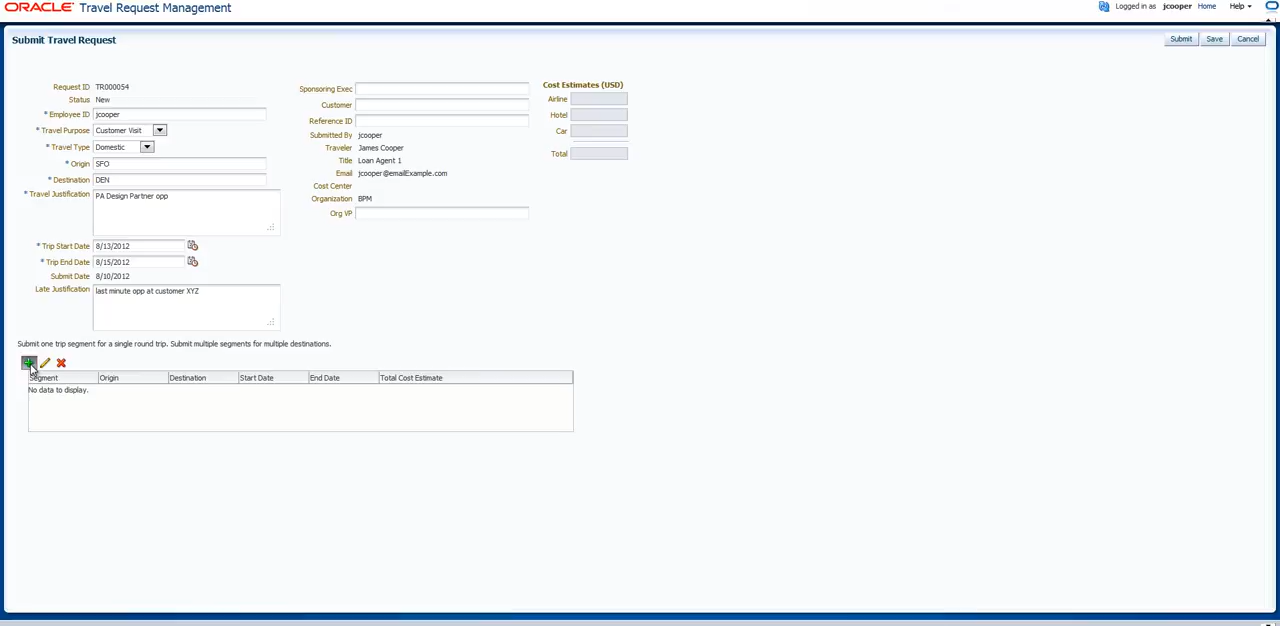 ORACLE Travel Request Management
Logged in as jcooper Home Help
Submit Travel Request
Submit Save Cancel
Request ID TR000054
Status New
* Employee ID jcooper
* Travel Purpose Customer Visit
* Travel Type Domestic
* Origin SFO
* Destination DEN
* Travel Justification PA Design Partner opp
* Trip Start Date 8/13/2012
* Trip End Date 8/15/2012
Submit Date 8/10/2012
Late Justification last minute opp at customer XYZ
Sponsoring Exec
Customer
Reference ID
Submitted By jcooper
Traveler James Cooper
Title Loan Agent 1
Email jcooper@emailExample.com
Cost Center
Organization BPM
Org VP
Cost Estimates (USD)
Airline
Hotel
Car
Total
Submit one trip segment for a single round trip. Submit multiple segments for multiple destinations.
Segment Origin Destination Start Date End Date Total Cost Estimate
No data to display.